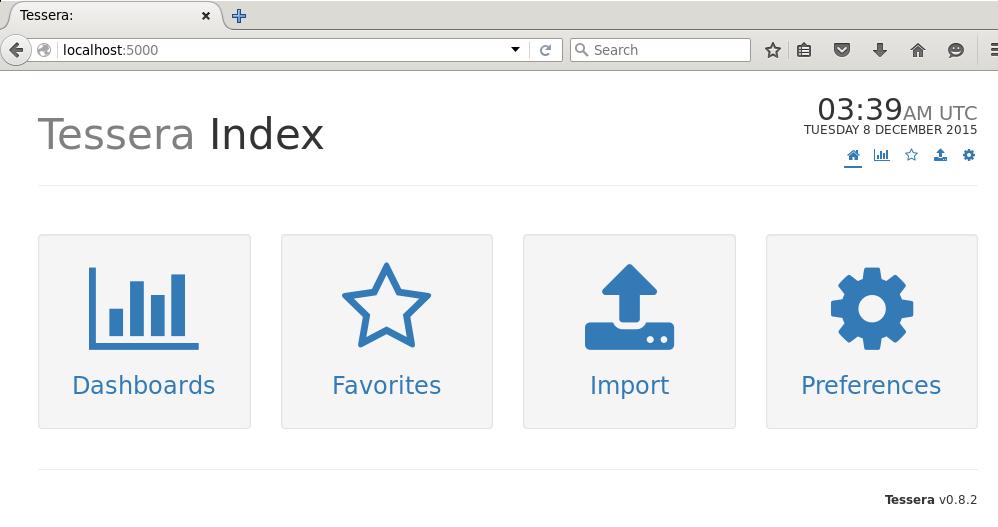 Tessera:
localhost:5000
Search
Tessera Index
03:39AM UTC
TUESDAY 8 DECEMBER 2015
Dashboards
Favorites
Import
Preferences
Tessera v0.8.2